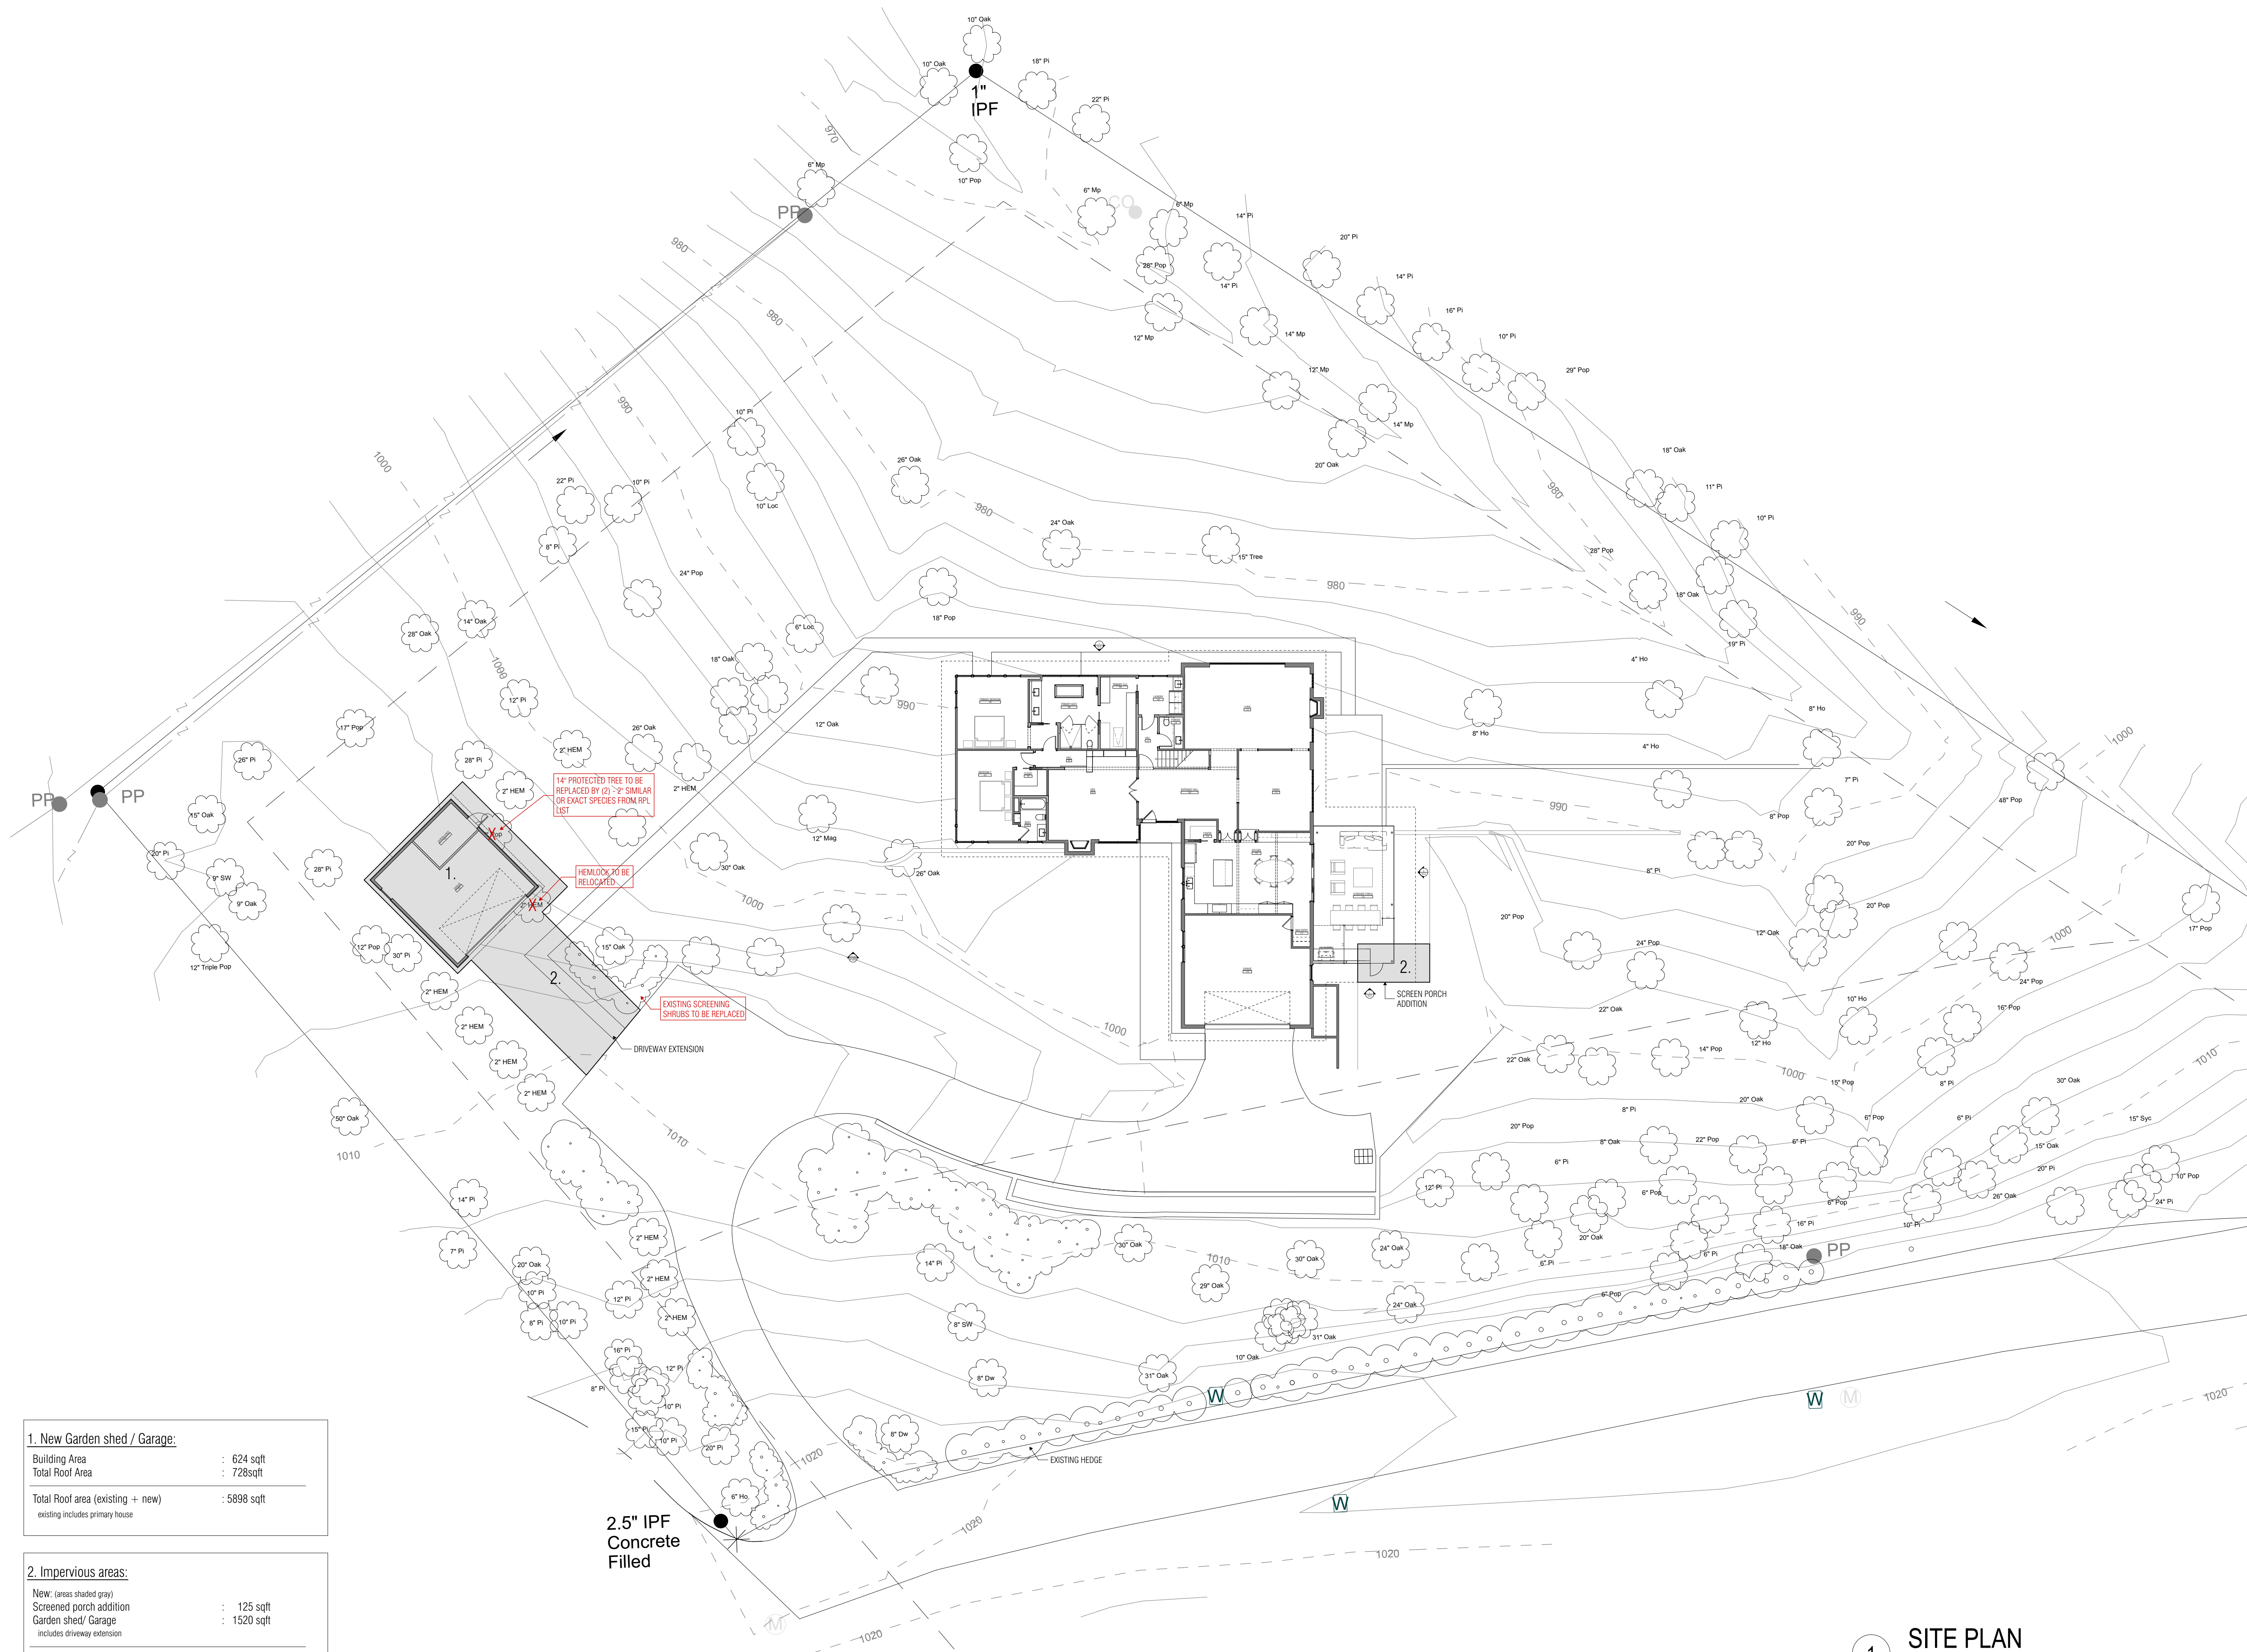 10" Oak
10" Oak
18" Pi
1"
IPF
22" Pi
970
10" Pop
6" Mp
PP
6" Mp
CO
6" Mp
14" Pi
20" Pi
980
28" Pop
14" Pi
14" Pi
980
16" Pi
12" Mp
14" Mp
10" Pi
12" Mp
29" Pop
990
10" Pi
14" Mp
1000
26" Oak
20" Oak
18" Oak
22" Pi
10" Pi
10" Loc
980
980
11" Pi
24" Oak
10" Pi
8" Pi
15" Tree
28" Pop
24" Pop
980
18" Oak
990
28" Oak
14" Oak
18" Pop
6" Loc
19" Pi
1000
18" Oak
4" Ho
12" Pi
990
8" Ho
17" Pop
12" Oak
26" Oak
8" Ho
4" Ho
1000
26" Pi
28" Pi
2" HEM
7" Pi
2" HEM
2" HEM
14" PROTECTED TREE TO BE
REPLACED BY (2) - 2" SIMILAR
OR EXACT SPECIES FROM RPL
LIST
PP
PP
990
48" Pop
15" Oak
8" Pop
12" Mag
20" Pop
20" Pi
28" Pi
1.
30" Oak
HEMLOCK TO BE
RELOCATED
26" Oak
8" Pi
9" SW
9" Oak
2" HEM
1000
20" Pop
20" Pop
17" Pop
12" Pop
30" Pi
15" Oak
12" Oak
1000
24" Pop
12" Triple Pop
2.
2.
24" Pop
2" HEM
SCREEN PORCH
ADDITION
EXISTING SCREENING
SHRUBS TO BE REPLACED
22" Oak
10" Ho
16" Pop
2" HEM
1000
12" Ho
DRIVEWAY EXTENSION
14" Pop
22" Oak
2" HEM
1000
1010
15" Pop
8" Pi
30" Oak
2" HEM
20" Oak
50" Oak
8" Pi
6" Pop
6" Pi
15" Syc
20" Pop
1010
8" Oak
22" Pop
6" Pi
15" Oak
1010
6" Pi
20" Pi
10" Pop
14" Pi
12" Pi
6" Pop
6" Pop
26" Oak
24" Pi
2" HEM
20" Oak
16" Pi
10" Pi
7" Pi
30" Oak
24" Oak
18" Oak
PP
14" Pi
1010
30" Oak
6" Pi
6" Pi
20" Oak
2" HEM
29" Oak
10" Pi
12" Pi
6" Pop
24" Oak
8" Pi
10" Pi
2" HEM
8" SW
31" Oak
16" Pi
10" Oak
12" Pi
8" Dw
31" Oak
8" Pi
W
W
M
1020
10" Pi
15" Pi
10" Pi
20" Pi
8" Dw
1020
EXISTING HEDGE
6" Ho
W
2.5" IPF
Concrete
Filled
1020
1020
M
1020
1. New Garden shed / Garage:
Building Area : 624 sqft
Total Roof Area : 728sqft
Total Roof area (existing + new) : 5898 sqft
existing includes primary house
2. Impervious areas:
New: (areas shaded gray)
Screened porch addition : 125 sqft
Garden shed/ Garage : 1520 sqft
includes driveway extension
1
SITE PLAN